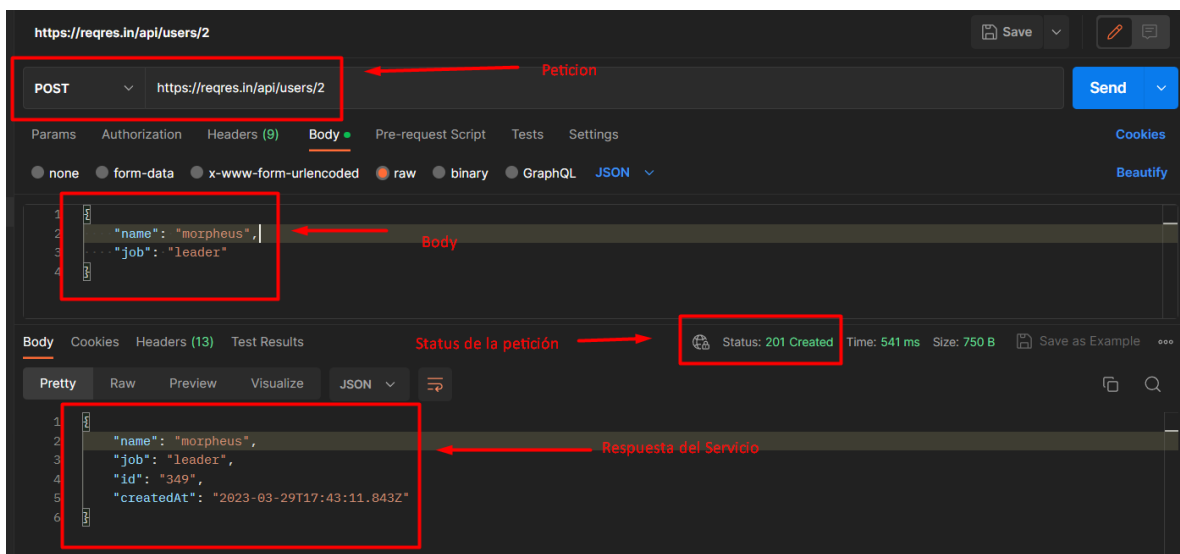 https://reqres.in/api/users/2 Save
POST https://reqres.in/api/users/2 Peticion Send
Params Authorization Headers (9) Body Pre-request Script Tests Settings Cookies
none form-data x-www-form-urlencoded raw binary GraphQL JSON Beautify
1 {
2 "name": "morpheus",
3 "job": "leader"
4 }
Body
Body Cookies Headers (13) Test Results Status de la petición Status: 201 Created Time: 541 ms Size: 750 B Save as Example
Pretty Raw Preview Visualize JSON
1 {
2 "name": "morpheus",
3 "job": "leader",
4 "id": "349",
5 "createdAt": "2023-03-29T17:43:11.843Z"
6 }
Respuesta del Servicio